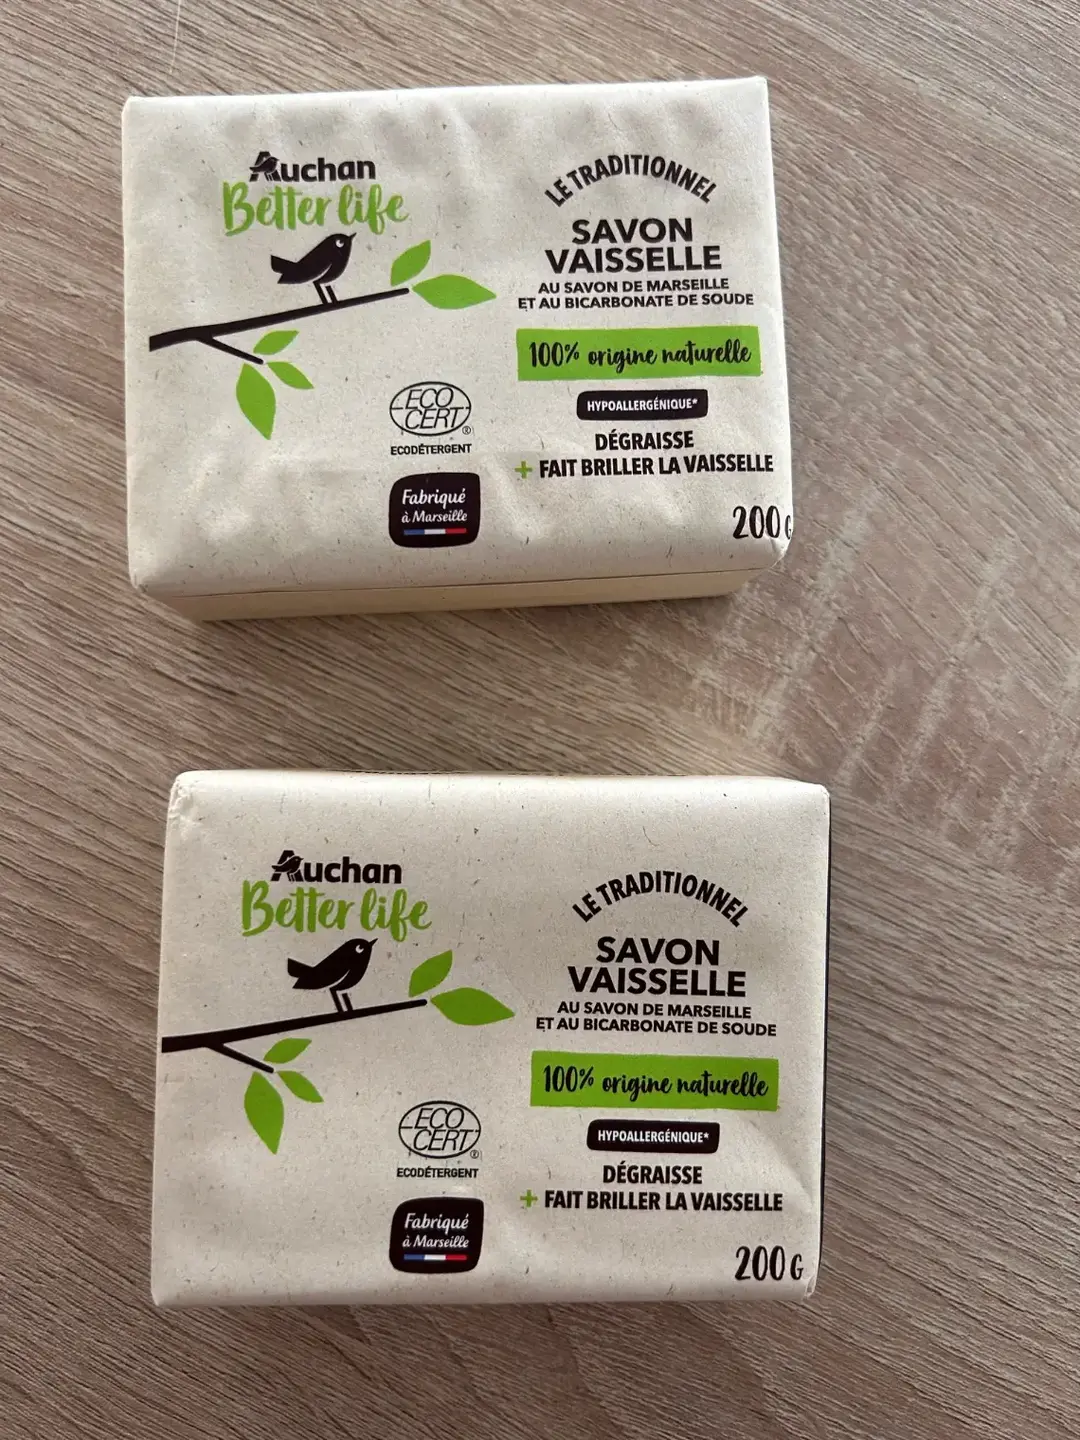 Auchan
Better life
LE TRADITIONNEL
SAVON
VAISSELLE
AU SAVON DE MARSEILLE
ET AU BICARBONATE DE SOUDE
100% origine naturelle
HYPOALLERGÉNIQUE*
DÉGRAISSE
+ FAIT BRILLER LA VAISSELLE
ECO
CERT
®
ECODÉTERGENT
Fabriqué
à Marseille
200G
Auchan
Better life
LE TRADITIONNEL
SAVON
VAISSELLE
AU SAVON DE MARSEILLE
ET AU BICARBONATE DE SOUDE
100% origine naturelle
HYPOALLERGÉNIQUE*
DÉGRAISSE
+ FAIT BRILLER LA VAISSELLE
ECO
CERT
®
ECODÉTERGENT
Fabriqué
à Marseille
200G